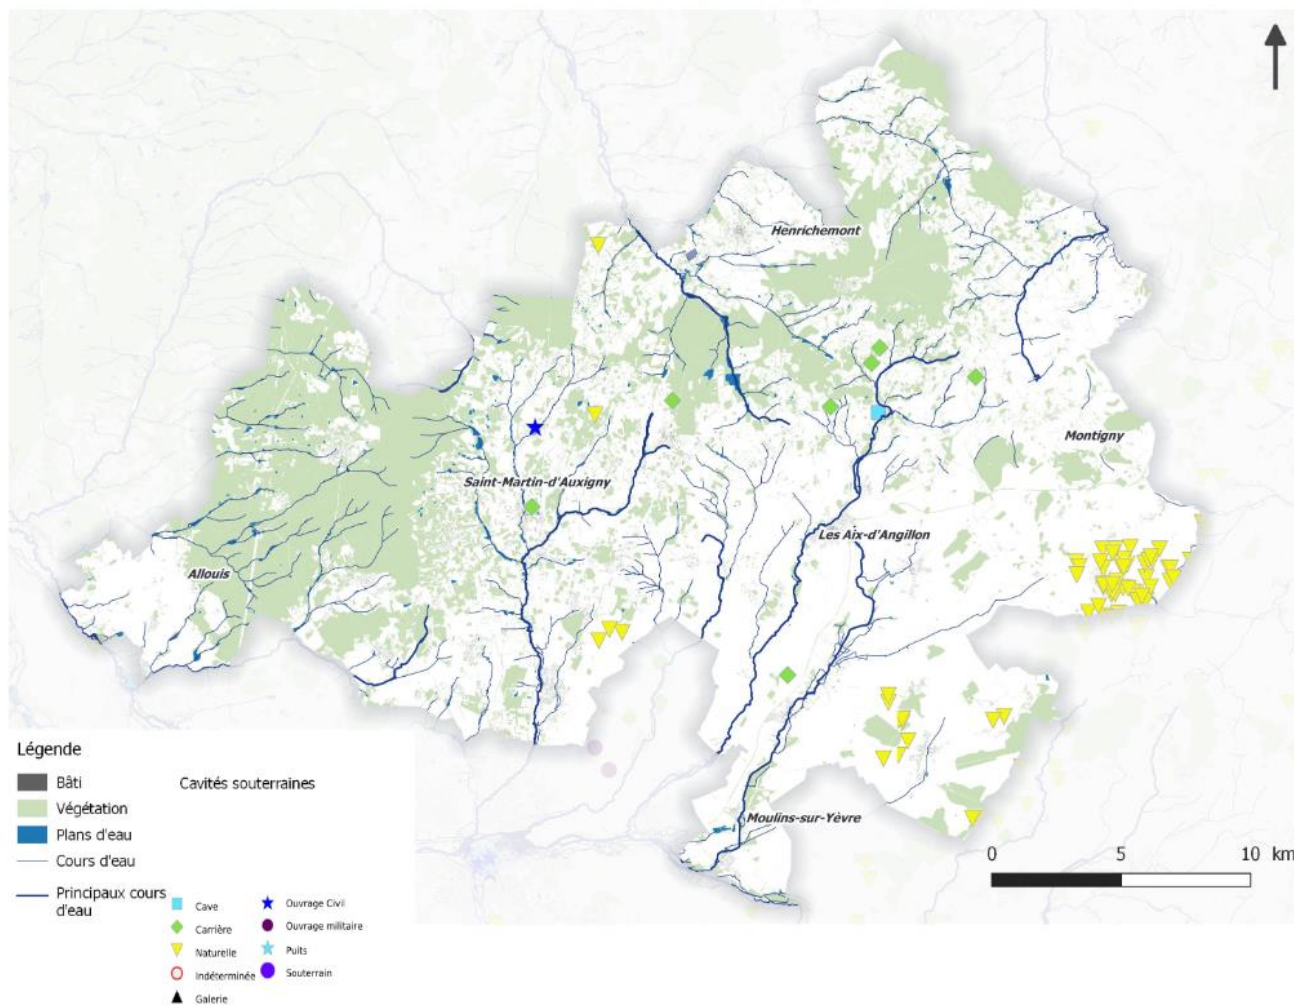 Henrichemont
Montigny
Saint-Martin-d'Auxigny
Les Aix-d'Angillon
Allouis
Moulins-sur-Yèvre
0 5 10 km
Légende
Bâti
Végétation
Plans d'eau
Cours d'eau
Principaux cours
d'eau
Cavités souterraines
Cave
Carrière
Naturelle
Indéterminée
Galerie
Ouvrage Civil
Ouvrage militaire
Puits
Souterrain